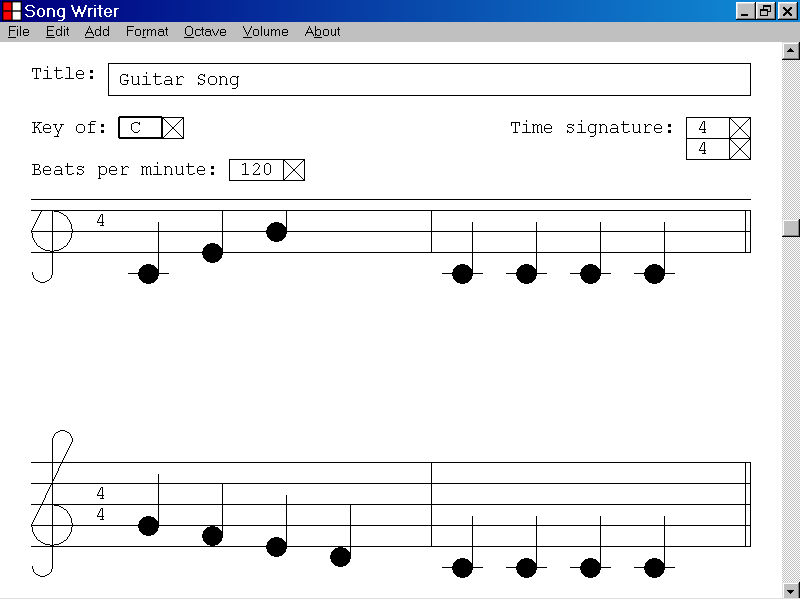 Song Writer
File Edit Add Format Octave Volume About
Title: Guitar Song
Key of: C Time signature: 4
4
Beats per minute: 120
4
4
4